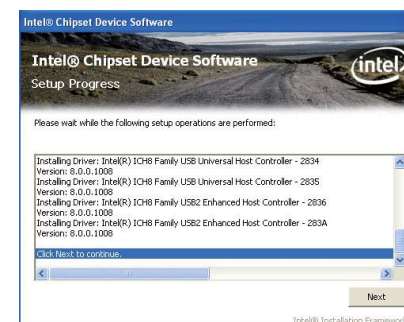 Intel® Chipset Device Software
Intel® Chipset Device Software
intel
Setup Progress
Please wait while the following setup operations are performed:
Installing Driver: Intel(R) ICH8 Family USB Universal Host Controller - 2834
Version: 8.0.0.1008
Installing Driver: Intel(R) ICH8 Family USB Universal Host Controller - 2835
Version: 8.0.0.1008
Installing Driver: Intel(R) ICH8 Family USB2 Enhanced Host Controller - 2836
Version: 8.0.0.1008
Installing Driver: Intel(R) ICH8 Family USB2 Enhanced Host Controller - 283A
Version: 8.0.0.1008
Click Next to continue.
Next
Intel® Installation Framework